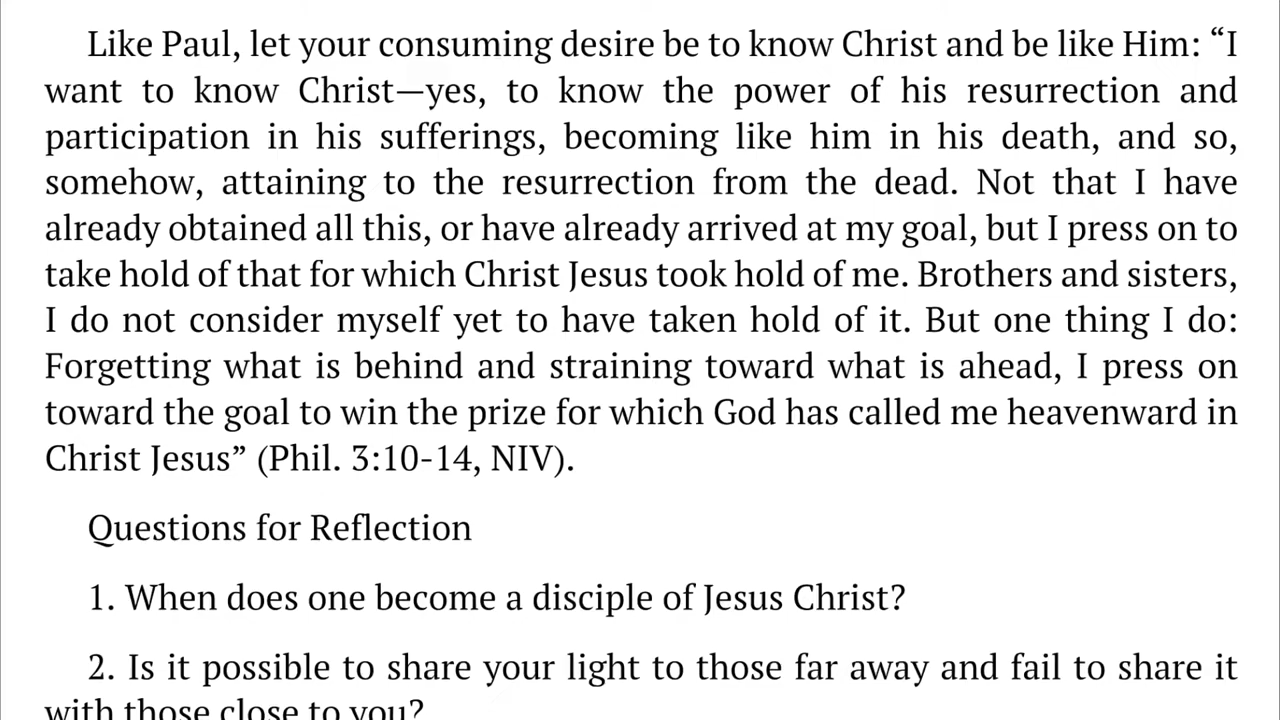 Like Paul, let your consuming desire be to know Christ and be like Him: “I
want to know Christ—yes, to know the power of his resurrection and
participation in his sufferings, becoming like him in his death, and so,
somehow, attaining to the resurrection from the dead. Not that I have
already obtained all this, or have already arrived at my goal, but I press on to
take hold of that for which Christ Jesus took hold of me. Brothers and sisters,
I do not consider myself yet to have taken hold of it. But one thing I do:
Forgetting what is behind and straining toward what is ahead, I press on
toward the goal to win the prize for which God has called me heavenward in
Christ Jesus” (Phil. 3:10-14, NIV).
Questions for Reflection
1. When does one become a disciple of Jesus Christ?
2. Is it possible to share your light to those far away and fail to share it
with those close to you?